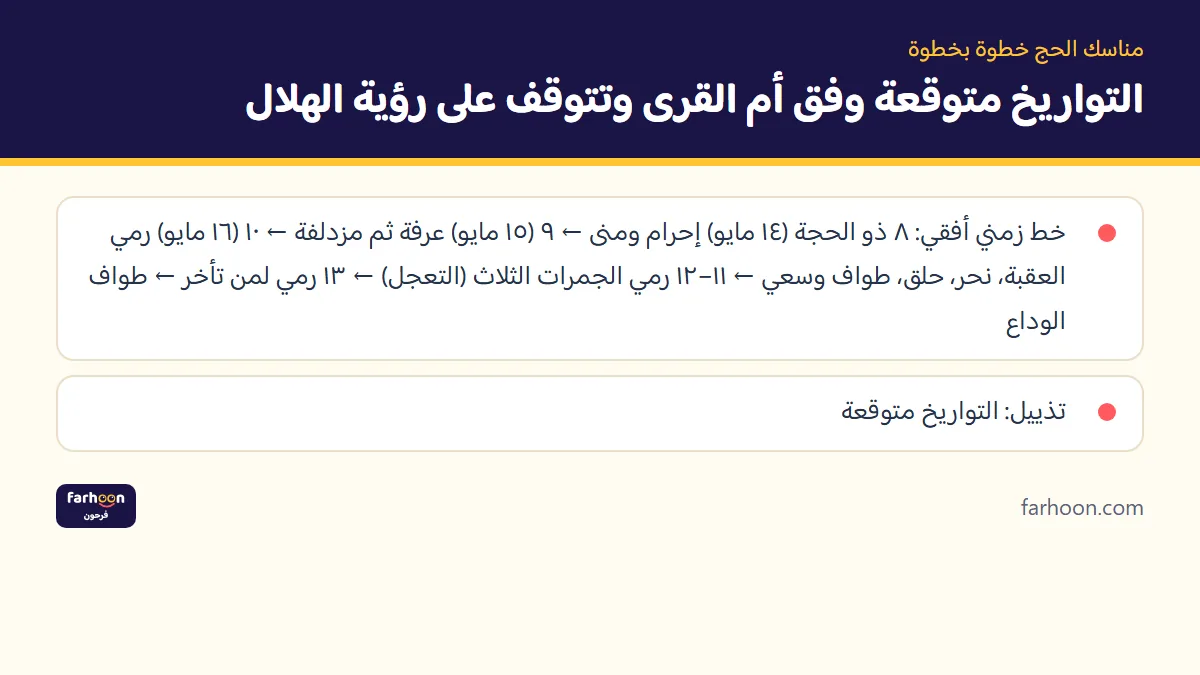 مناسك الحج خطوة بخطوة
التواريخ متوقعة وفق أم القرى وتتوقف على رؤية الهلال
خط زمني أفقي: ٨ ذو الحجة (١٤ مايو) إحرام ومنى ← ٩ (١٥ مايو) عرفة ثم مزدلفة ← ١٠ (١٦ مايو) رمي
العقبة، نحر، حلق، طواف وسعي ← ١١–١٢ رمي الجمرات الثلاث (التعجل) ← ١٣ رمي لمن تأخر ← طواف
الوداع
تذييل: التواريخ متوقعة
farhoon.com
farhoon
فرحون